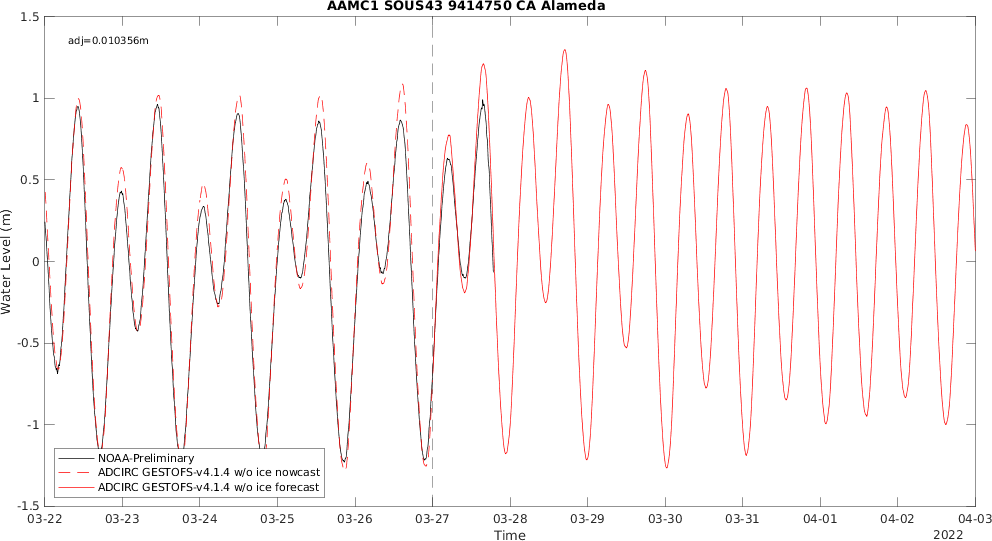 AAMC1 SOUS43 9414750 CA Alameda
adj=0.010356m
Water Level (m)
1.5
1
0.5
0
-0.5
-1
-1.5
NOAA-Preliminary
ADCIRC GESTOFS-v4.1.4 w/o ice nowcast
ADCIRC GESTOFS-v4.1.4 w/o ice forecast
03-22 03-23 03-24 03-25 03-26 03-27 03-28 03-29 03-30 03-31 04-01 04-02 04-03
Time
2022